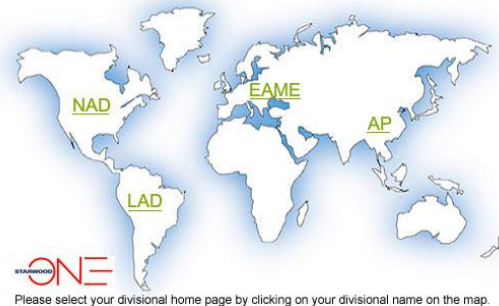 NAD
EAME
AP
LAD
STARWOOD ONE
Please select your divisional home page by clicking on your divisional name on the map.